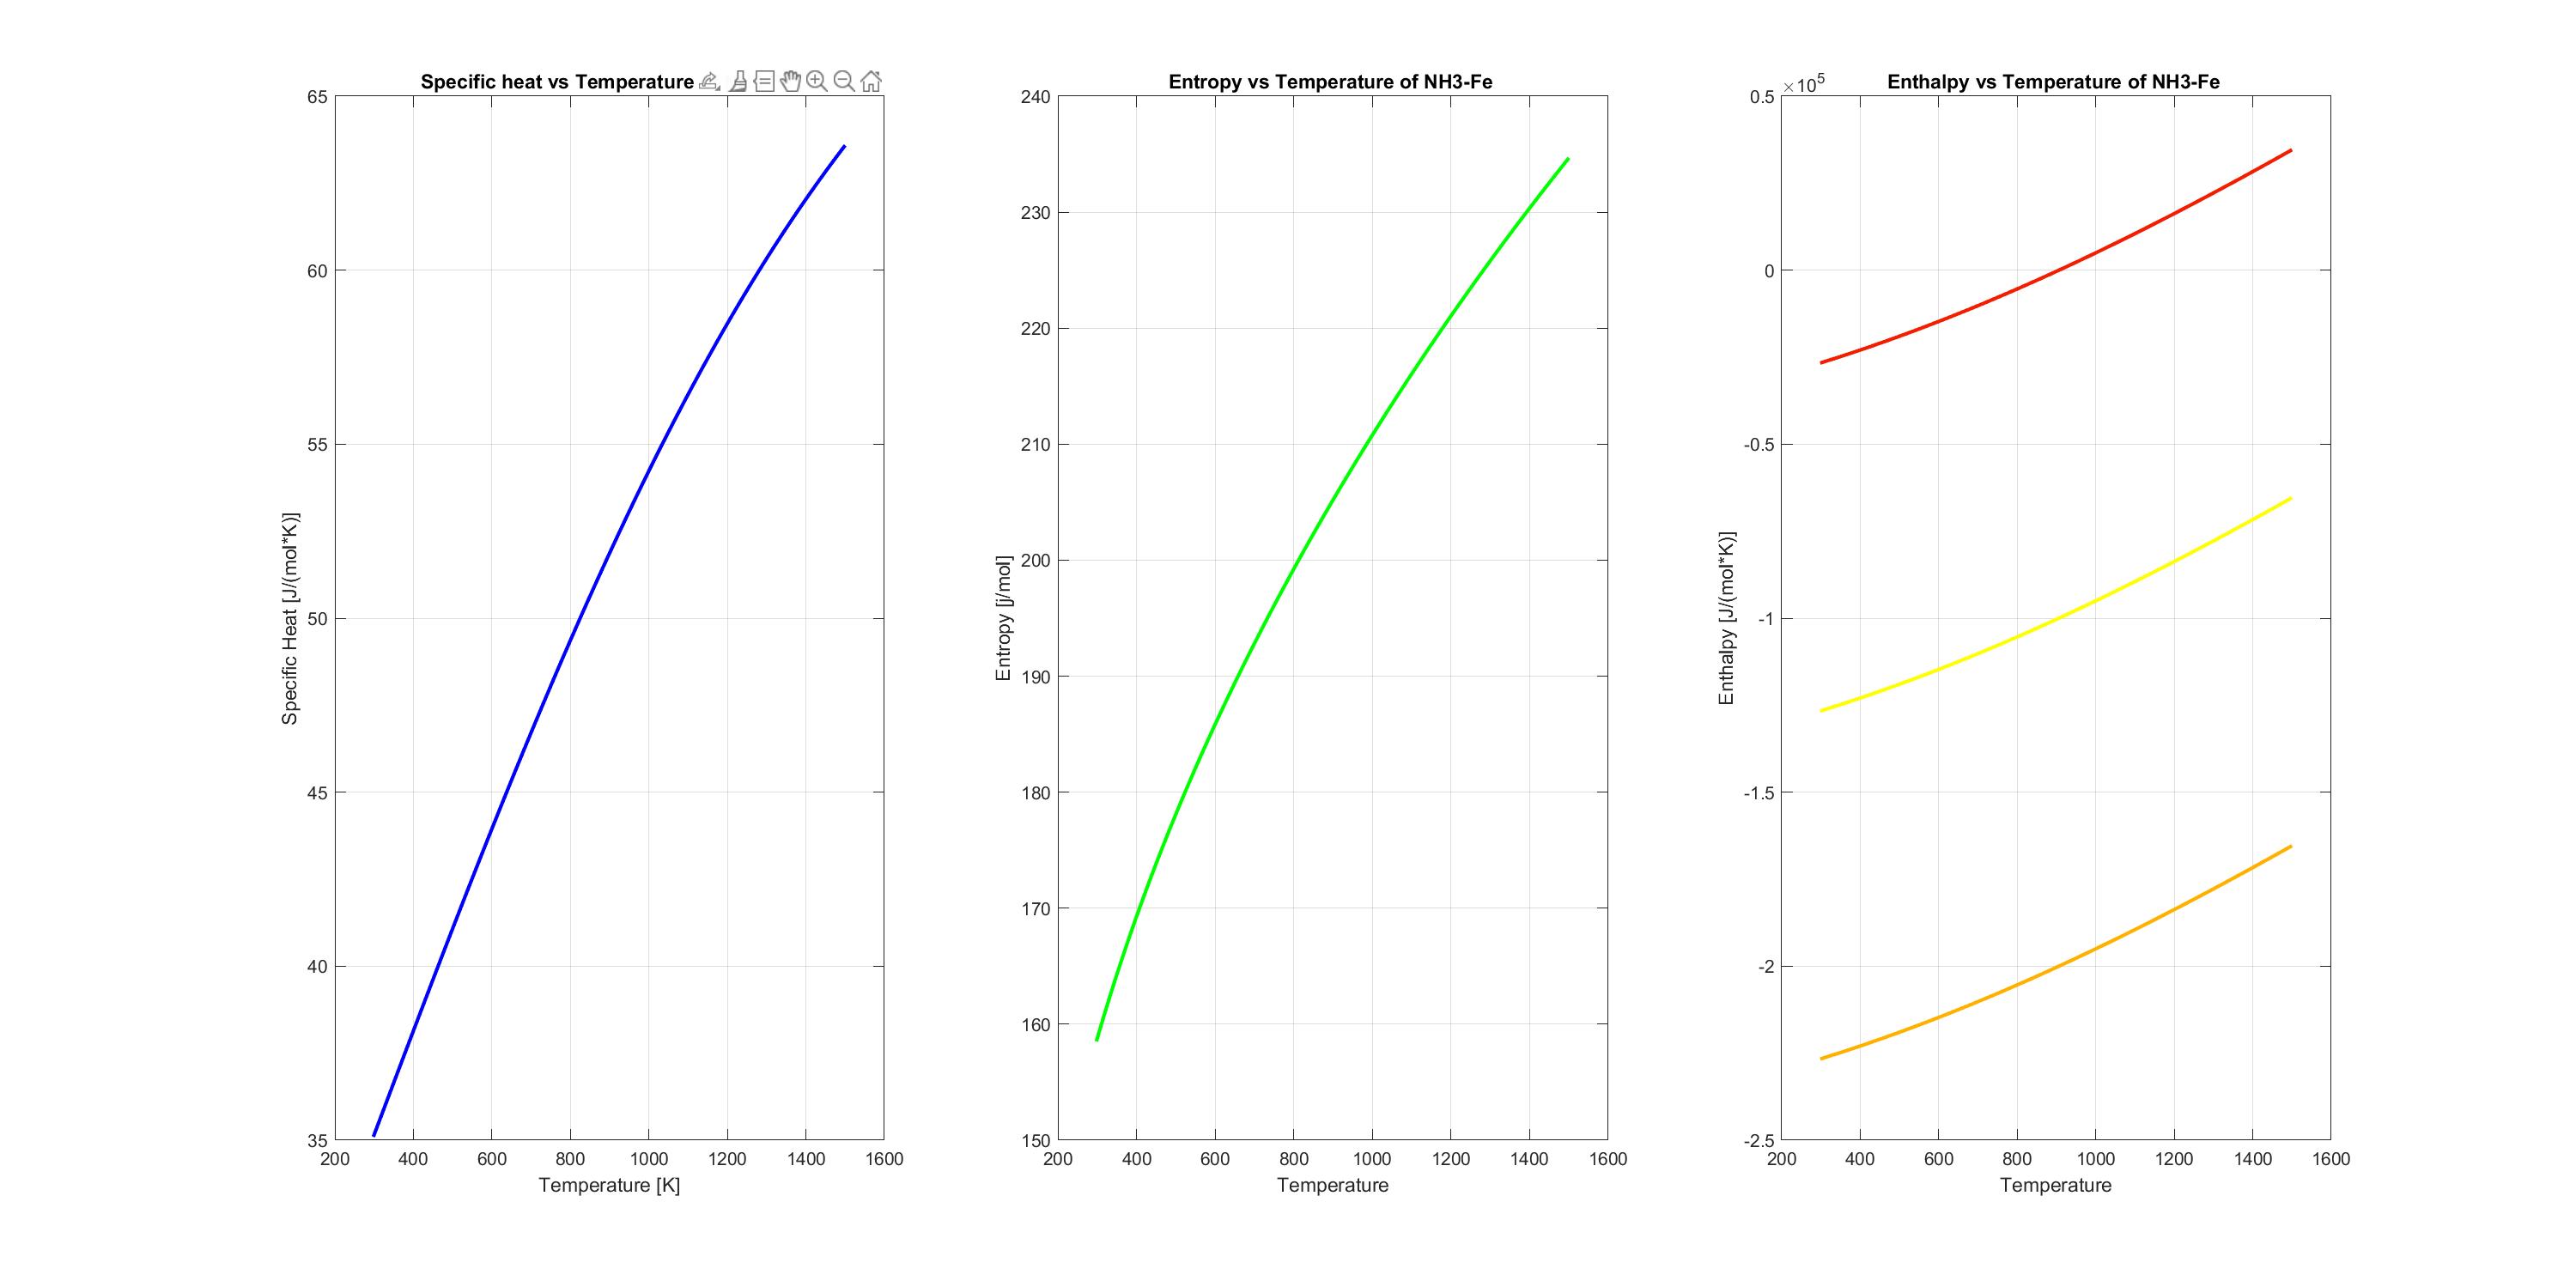 Specific heat vs Temperature
65
60
55
50
45
40
35
200 400 600 800 1000 1200 1400 1600
Temperature [K]
Specific Heat [J/(mol*K)]
Entropy vs Temperature of NH3-Fe
240
230
220
210
200
190
180
170
160
150
200 400 600 800 1000 1200 1400 1600
Temperature
Entropy [j/mol]
Enthalpy vs Temperature of NH3-Fe
×10⁵
0.5
0
-0.5
-1
-1.5
-2
-2.5
200 400 600 800 1000 1200 1400 1600
Temperature
Enthalpy [J/(mol*K)]